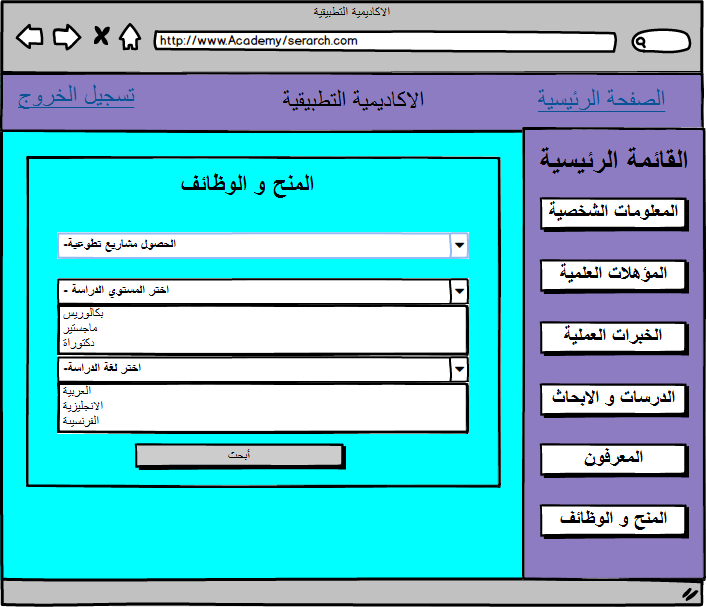 الاكاديمية التطبيقية
http://www.Academy/serarch.com
الصفحة الرئيسية
الاكاديمية التطبيقية
تسجيل الخروج
القائمة الرئيسية
المعلومات الشخصية
المؤهلات العلمية
الخبرات العملية
الدرسات و الابحاث
المعرفون
المنح و الوظائف
المنح و الوظائف
الحصول مشاريع تطوعية-
اختر المستوي الدراسة -
بكالوريس
ماجستير
دكتوراة
اختر لغة الدراسة-
العربية
الانجليزية
الفرنسية
أبحث